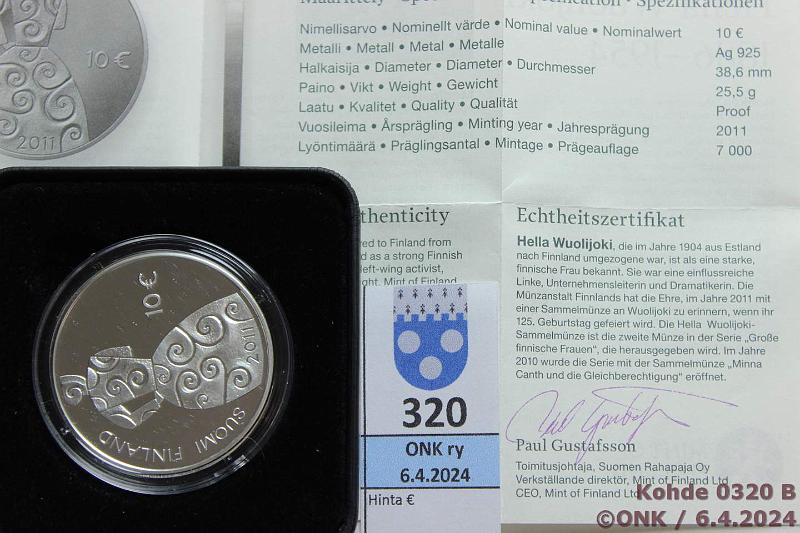 10 €
2011
Specification • Spezifikationen
Nimellisarvo • Nominellt värde • Nominal value • Nominalwert 10 €
Metalli • Metall • Metal • Metalle Ag 925
Halkaisija • Diameter • Diameter • Durchmesser 38,6 mm
Paino • Vikt • Weight • Gewicht 25,5 g
Laatu • Kvalitet • Quality • Qualität Proof
Vuosileima • Årsprägling • Minting year • Jahresprägung 2011
Lyöntimäärä • Präglingsantal • Mintage • Prägeauflage 7 000
10 €
2011
SUOMI FINLAND
thenticity
red to Finland from
d as a strong Finnish
left-wing activist,
ght. Mint of Finland
Echtheitszertifikat
Hella Wuolijoki, die im Jahre 1904 aus Estland
nach Finnland umgezogene war, ist als eine starke,
finnische Frau bekannt. Sie war eine einflussreiche
Linke, Unternehmensleiterin und Dramatikerin. Die
Münzanstalt Finnlands hat die Ehre, im Jahre 2011 mit
einer Sammelmünze an Wuolijoki zu erinnern, wenn ihr
125. Geburtstag gefeiert wird. Die Hella Wuolijoki-
Sammelmünze ist die zweite Münze in der Serie „Große
finnische Frauen", die herausgegeben wird. Im Jahre
2010 wurde die Serie mit der Sammelmünze „Minna
Canth und die Gleichberechtigung" eröffnet.
Paul Gustafsson
Toimitusjohtaja, Suomen Rahapaja Oy
Verkställande direktör, Mint of Finland Ltd
CEO, Mint of Finland Ltd
320
ONK ry
6.4.2024
Hinta €
Kohde 0320 B
©ONK / 6.4.2024